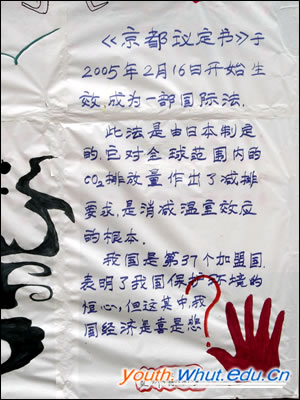 《京都议定书》于
2005年2月16日开始生
效,成为一部国际法.
此法是由日本制定
的,它对全球范围内的
CO₂排放量作出了减排
要求,是消减温室效应
的根本.
我国是第37个加盟国.
表明了我国保护环境的
恒心,但这其中,我
国经济是喜是悲
?
youth.Whut.edu.cn